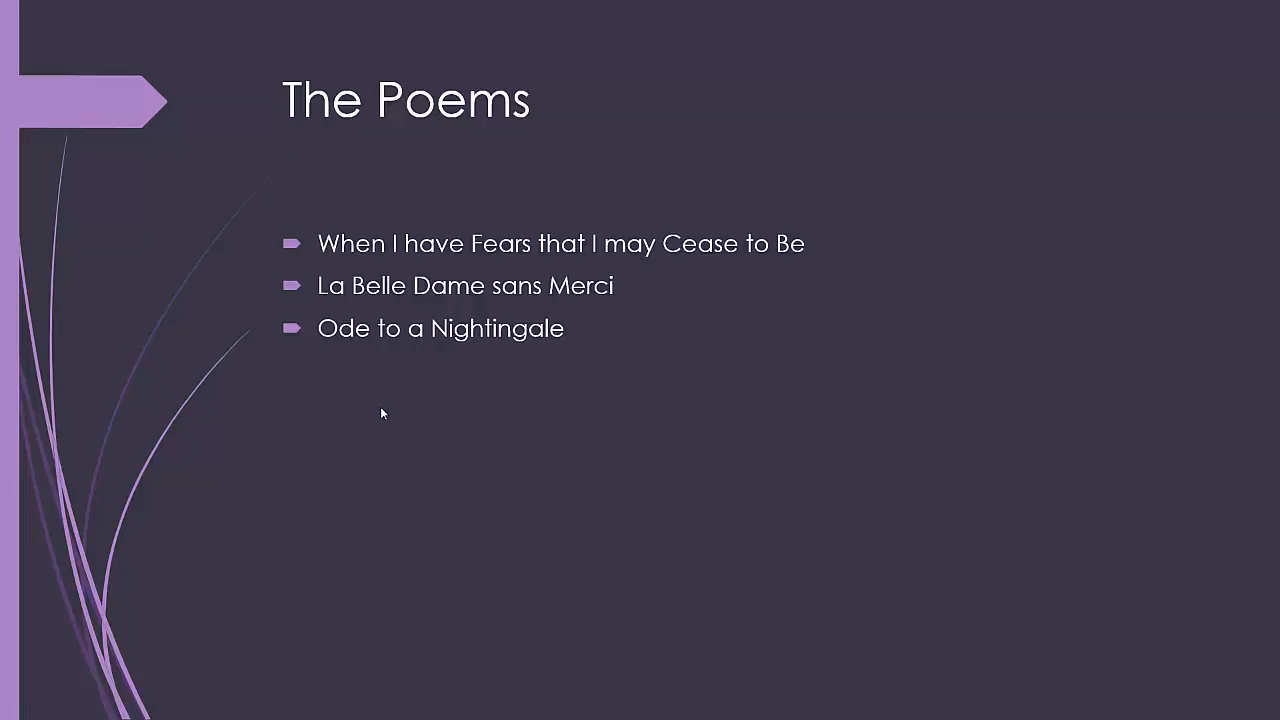 The Poems
When I have Fears that I may Cease to Be
La Belle Dame sans Merci
Ode to a Nightingale